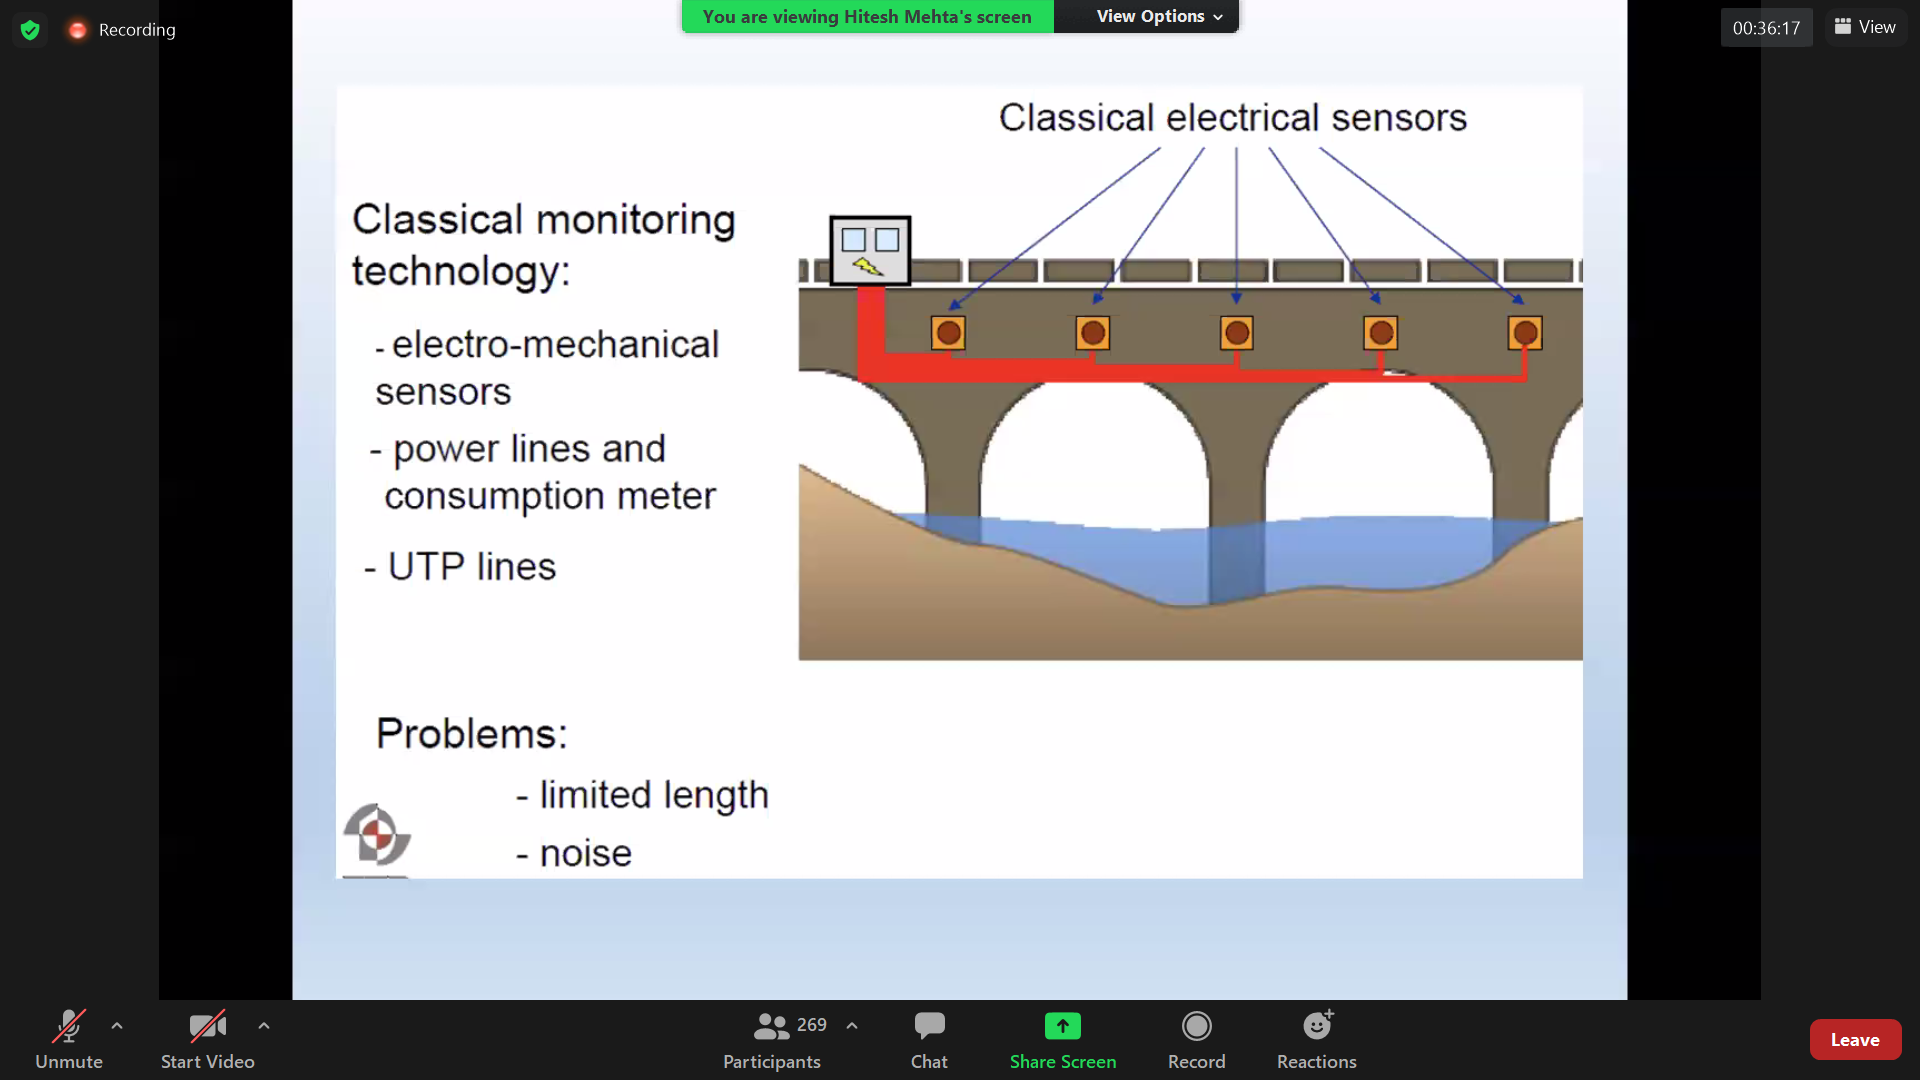 Recording
You are viewing Hitesh Mehta's screen
View Options
00:36:17
View
Classical electrical sensors
Classical monitoring
technology:
- electro-mechanical
sensors
- power lines and
consumption meter
- UTP lines
Problems:
- limited length
- noise
Unmute
Start Video
269
Participants
Chat
Share Screen
Record
Reactions
Leave